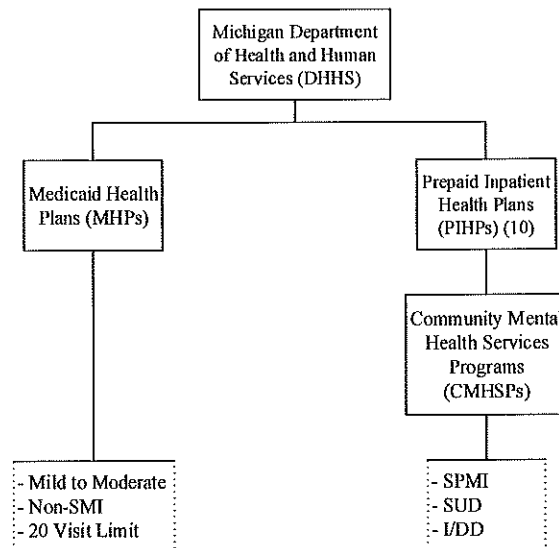 Michigan Department
of Health and Human
Services (DHHS)
Medicaid Health
Plans (MHPs)
Prepaid Inpatient
Health Plans
(PIHPs) (10)
Community Mental
Health Services
Programs
(CMHSPs)
- Mild to Moderate
- Non-SMI
- 20 Visit Limit
- SPMI
- SUD
- I/DD